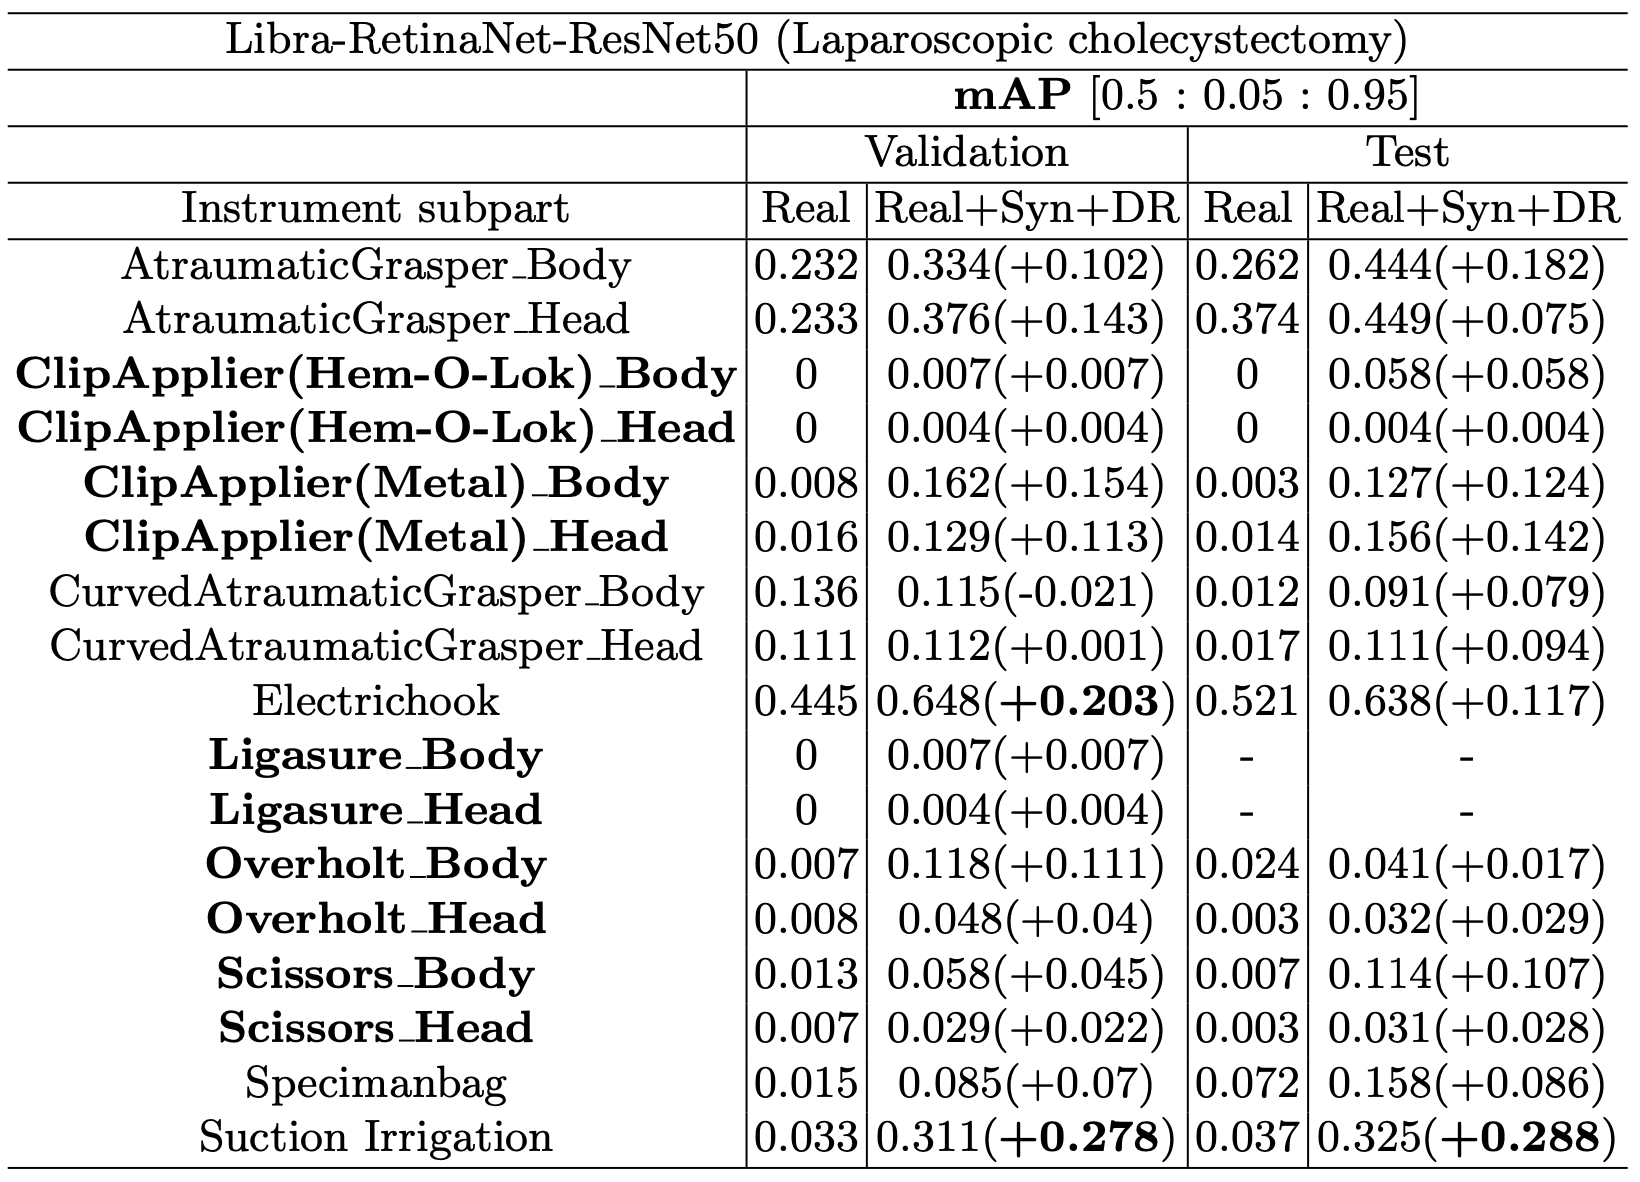 Libra-RetinaNet-ResNet50 (Laparoscopic cholecystectomy)
mAP [0.5 : 0.05 : 0.95]
Validation Test
Instrument subpart Real Real+Syn+DR Real Real+Syn+DR
AtraumaticGrasper_Body 0.232 0.334(+0.102) 0.262 0.444(+0.182)
AtraumaticGrasper_Head 0.233 0.376(+0.143) 0.374 0.449(+0.075)
ClipApplier(Hem-O-Lok)_Body 0 0.007(+0.007) 0 0.058(+0.058)
ClipApplier(Hem-O-Lok)_Head 0 0.004(+0.004) 0 0.004(+0.004)
ClipApplier(Metal)_Body 0.008 0.162(+0.154) 0.003 0.127(+0.124)
ClipApplier(Metal)_Head 0.016 0.129(+0.113) 0.014 0.156(+0.142)
CurvedAtraumaticGrasper_Body 0.136 0.115(-0.021) 0.012 0.091(+0.079)
CurvedAtraumaticGrasper_Head 0.111 0.112(+0.001) 0.017 0.111(+0.094)
Electrichook 0.445 0.648(+0.203) 0.521 0.638(+0.117)
Ligasure_Body 0 0.007(+0.007) - -
Ligasure_Head 0 0.004(+0.004) - -
Overholt_Body 0.007 0.118(+0.111) 0.024 0.041(+0.017)
Overholt_Head 0.008 0.048(+0.04) 0.003 0.032(+0.029)
Scissors_Body 0.013 0.058(+0.045) 0.007 0.114(+0.107)
Scissors_Head 0.007 0.029(+0.022) 0.003 0.031(+0.028)
Specimanbag 0.015 0.085(+0.07) 0.072 0.158(+0.086)
Suction Irrigation 0.033 0.311(+0.278) 0.037 0.325(+0.288)